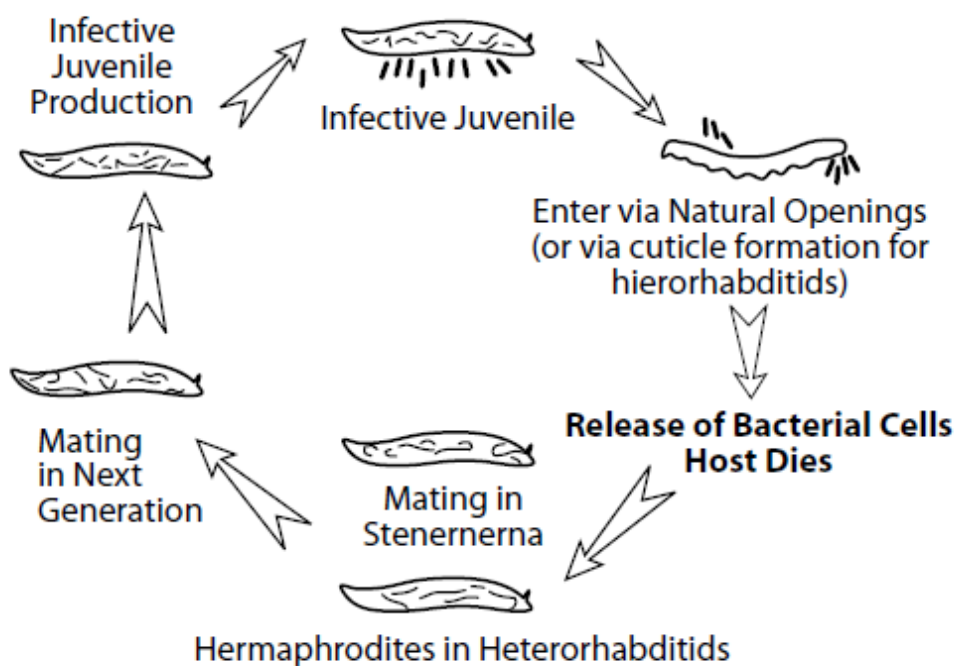 Infective
Juvenile
Production
Infective Juvenile
Enter via Natural Openings
(or via cuticle formation for
hierorhabditids)
Release of Bacterial Cells
Host Dies
Mating in
Stenernerna
Hermaphrodites in Heterorhabditids
Mating
in Next
Generation